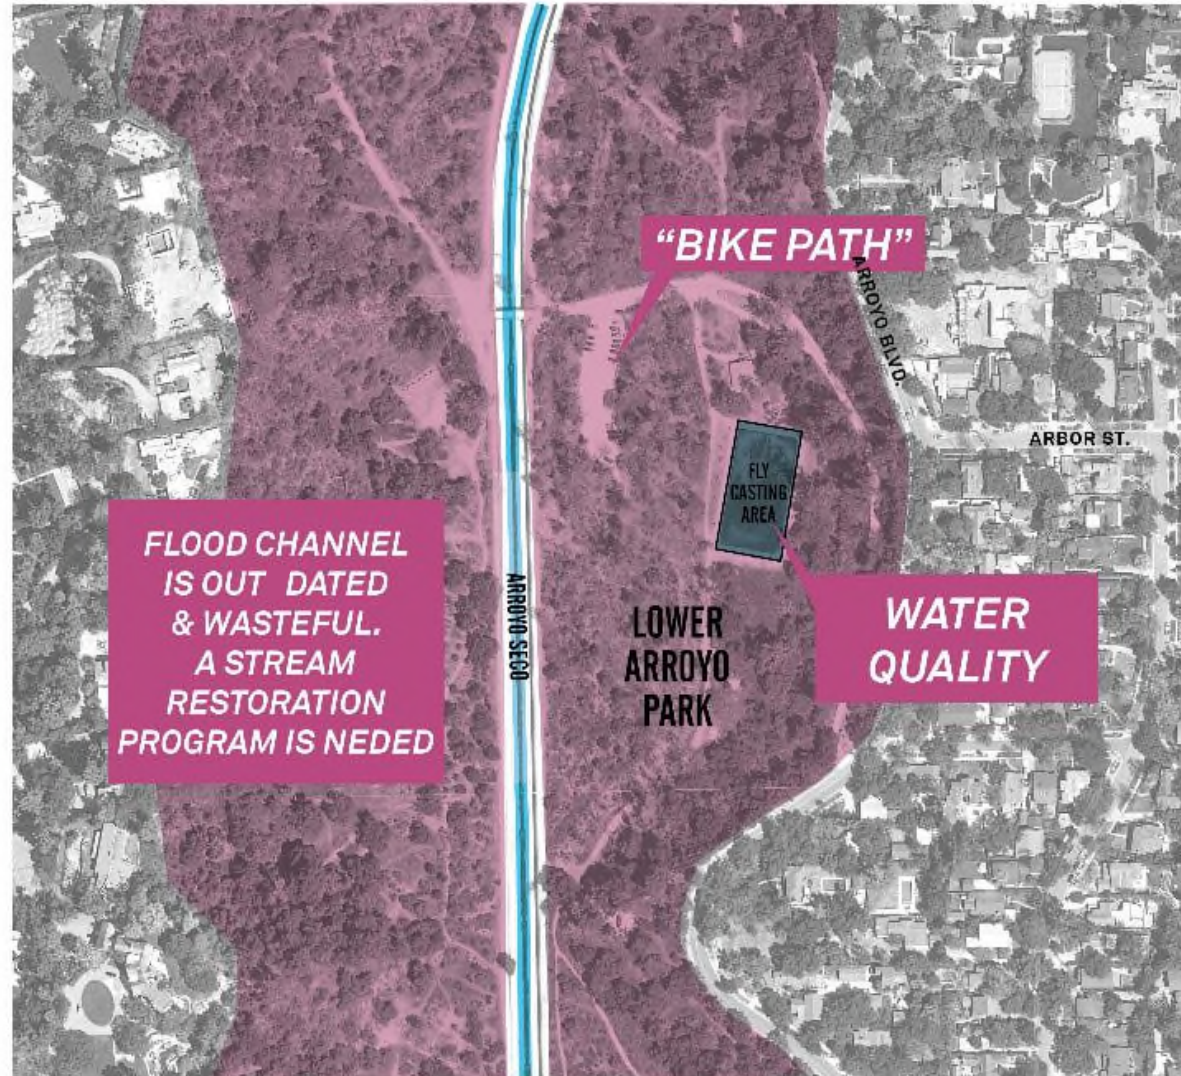 “BIKE PATH”
ARROYO BLVD.
ARBOR ST.
FLY
CASTING
AREA
FLOOD CHANNEL
IS OUT DATED
& WASTEFUL.
A STREAM
RESTORATION
PROGRAM IS NEDED
ARROYO SECO
LOWER
ARROYO
PARK
WATER
QUALITY